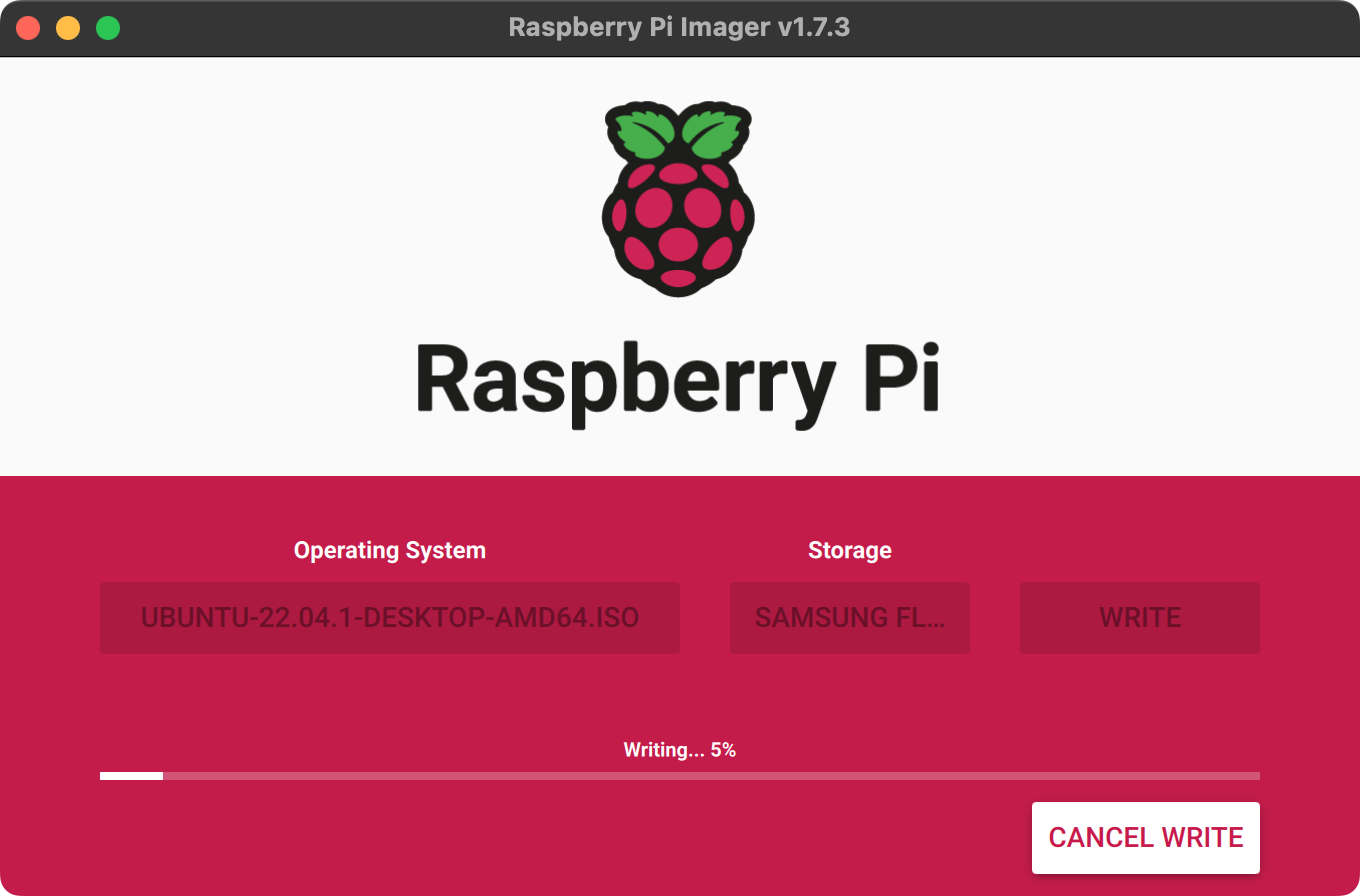 Raspberry Pi Imager v1.7.3
Raspberry Pi
Operating System
Storage
UBUNTU-22.04.1-DESKTOP-AMD64.ISO
SAMSUNG FL...
WRITE
Writing... 5%
CANCEL WRITE